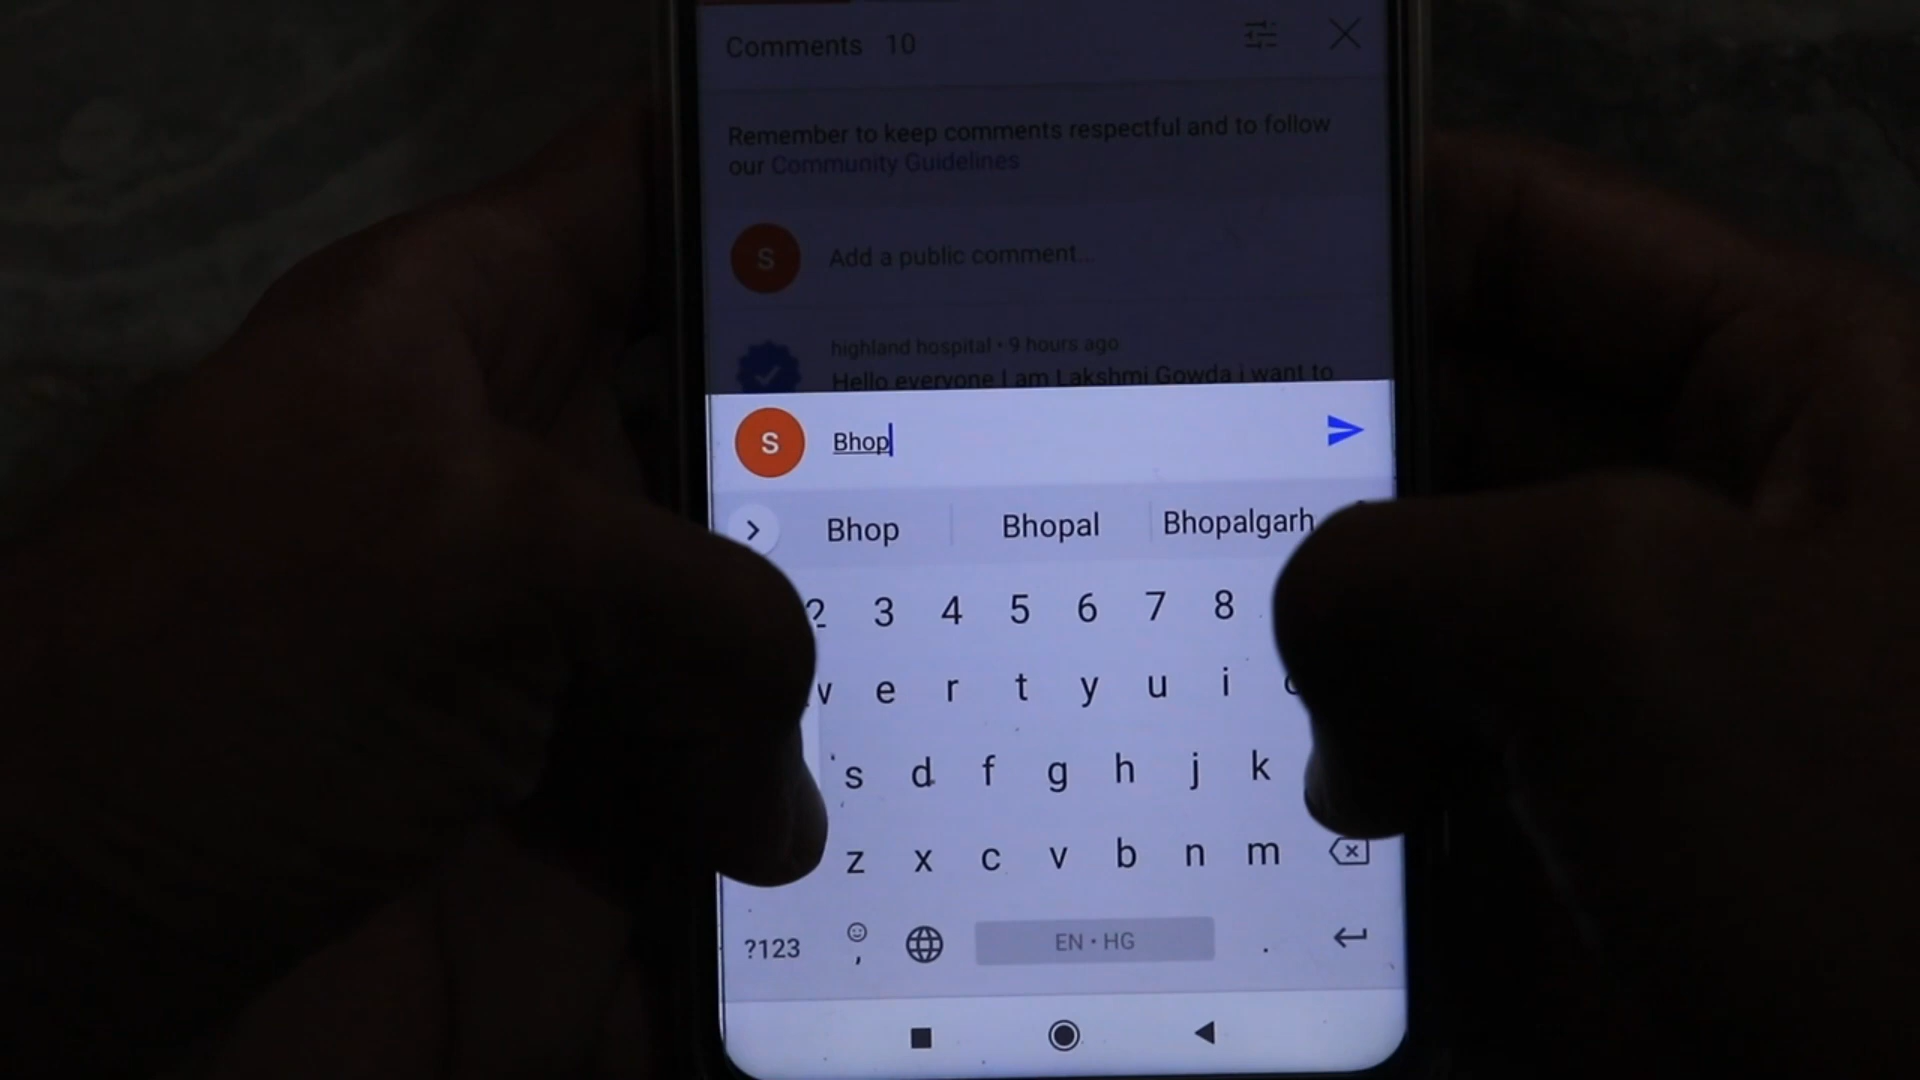 Comments 10
Remember to keep comments respectful and to follow
our Community Guidelines
S Add a public comment...
highland hospital • 9 hours ago
Hello everyone I am Lakshmi Gowda i want to
S Bhop
Bhop Bhopal Bhopalgarh
2 3 4 5 6 7 8
w e r t y u i o
s d f g h j k
z x c v b n m
?123 , EN • HG .